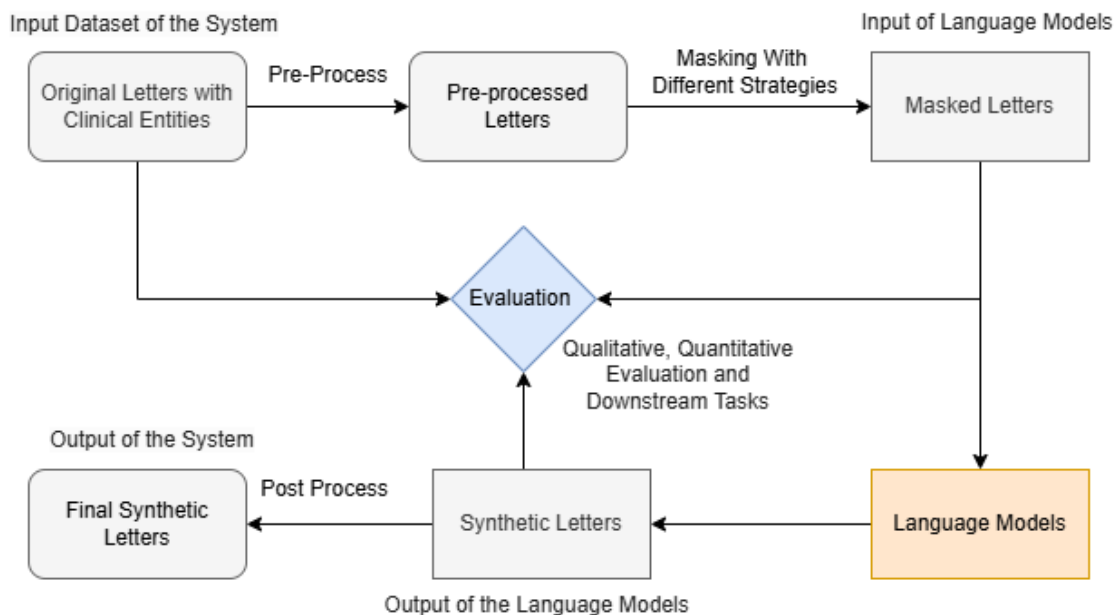 Input Dataset of the System
Input of Language Models
Original Letters with
Clinical Entities
Pre-Process
Pre-processed
Letters
Masking With
Different Strategies
Masked Letters
Evaluation
Qualitative, Quantitative
Evaluation and
Downstream Tasks
Output of the System
Final Synthetic
Letters
Post Process
Synthetic Letters
Language Models
Output of the Language Models